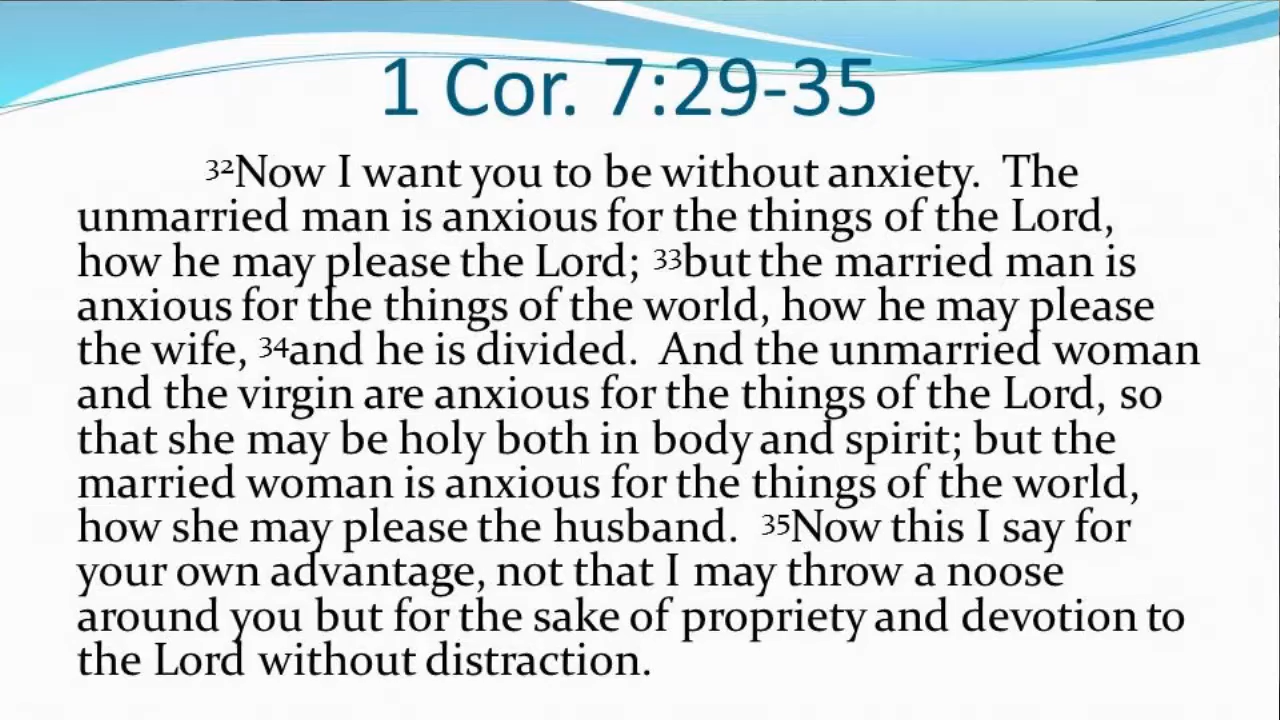 1 Cor. 7:29-35
³²Now I want you to be without anxiety. The
unmarried man is anxious for the things of the Lord,
how he may please the Lord; ³³but the married man is
anxious for the things of the world, how he may please
the wife, ³⁴and he is divided. And the unmarried woman
and the virgin are anxious for the things of the Lord, so
that she may be holy both in body and spirit; but the
married woman is anxious for the things of the world,
how she may please the husband. ³⁵Now this I say for
your own advantage, not that I may throw a noose
around you but for the sake of propriety and devotion to
the Lord without distraction.